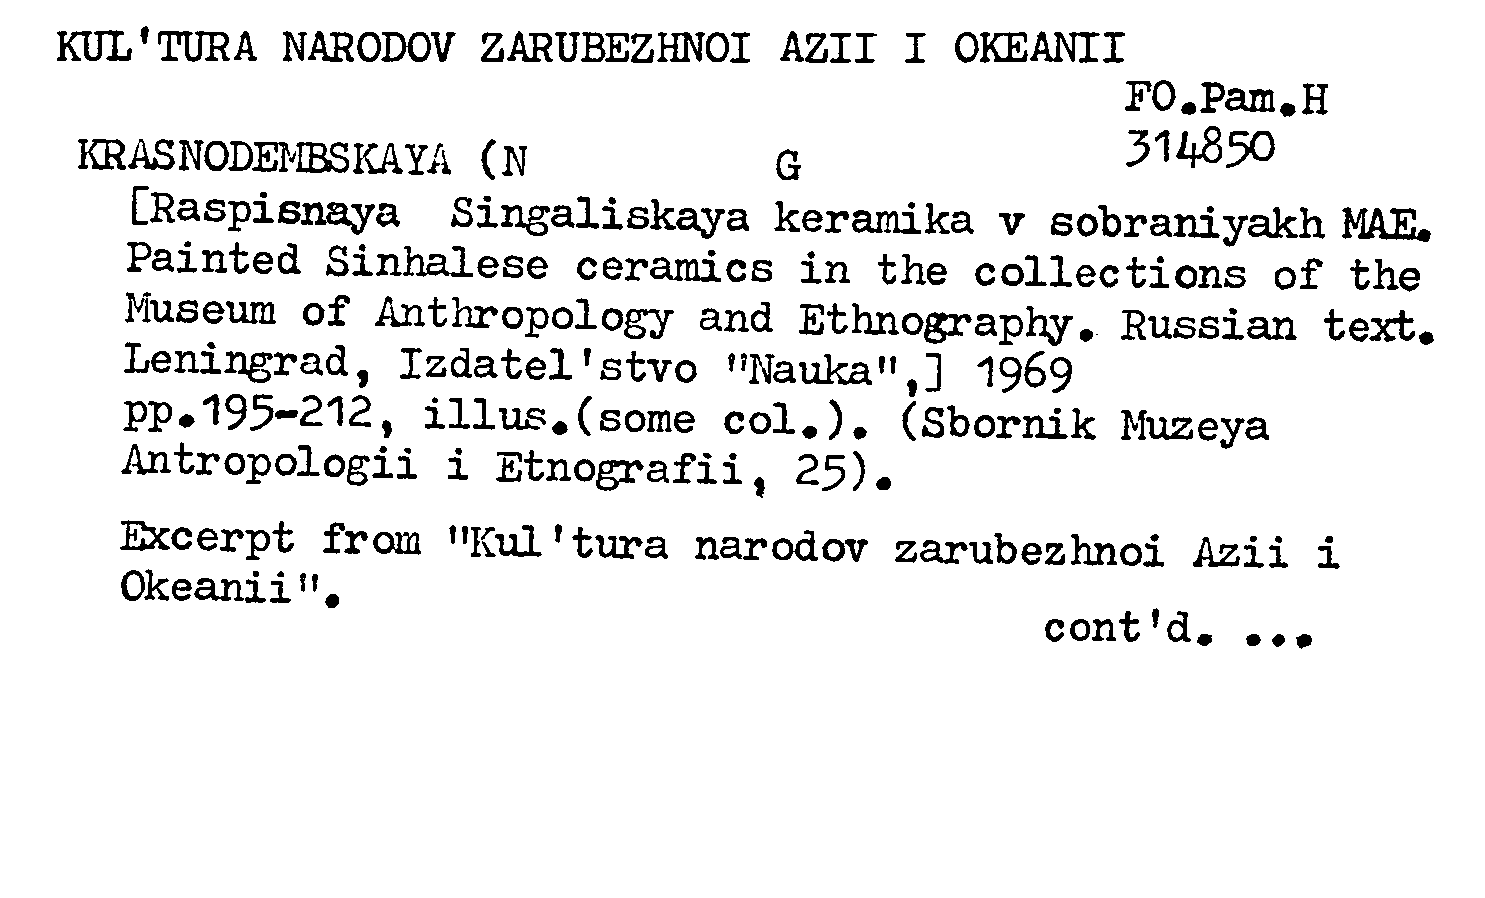 KUL'TURA NARODOV ZARUBEZHNOI AZII I OKEANII
FO.Pam.H
314850
KRASNODEMBSKAYA (N G
[Raspisnaya Singaliskaya keramika v sobraniyakh MAE.
Painted Sinhalese ceramics in the collections of the
Museum of Anthropology and Ethnography. Russian text.
Leningrad, Izdatel'stvo "Nauka",] 1969
pp.195-212, illus.(some col.). (Sbornik Muzeya
Antropologii i Etnografii, 25).
Excerpt from "Kul'tura narodov zarubezhnoi Azii i
Okeanii".
cont'd. ...